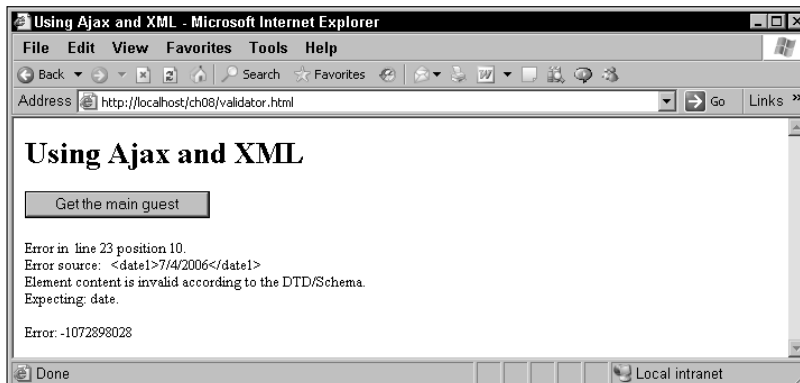 Using Ajax and XML - Microsoft Internet Explorer
File Edit View Favorites Tools Help
Back Search Favorites
Address http://localhost/ch08/validator.html Go Links »
Using Ajax and XML
Get the main guest
Error in line 23 position 10.
Error source: <date1>7/4/2006</date1>
Element content is invalid according to the DTD/Schema.
Expecting: date.
Error: -1072898028
Done Local intranet